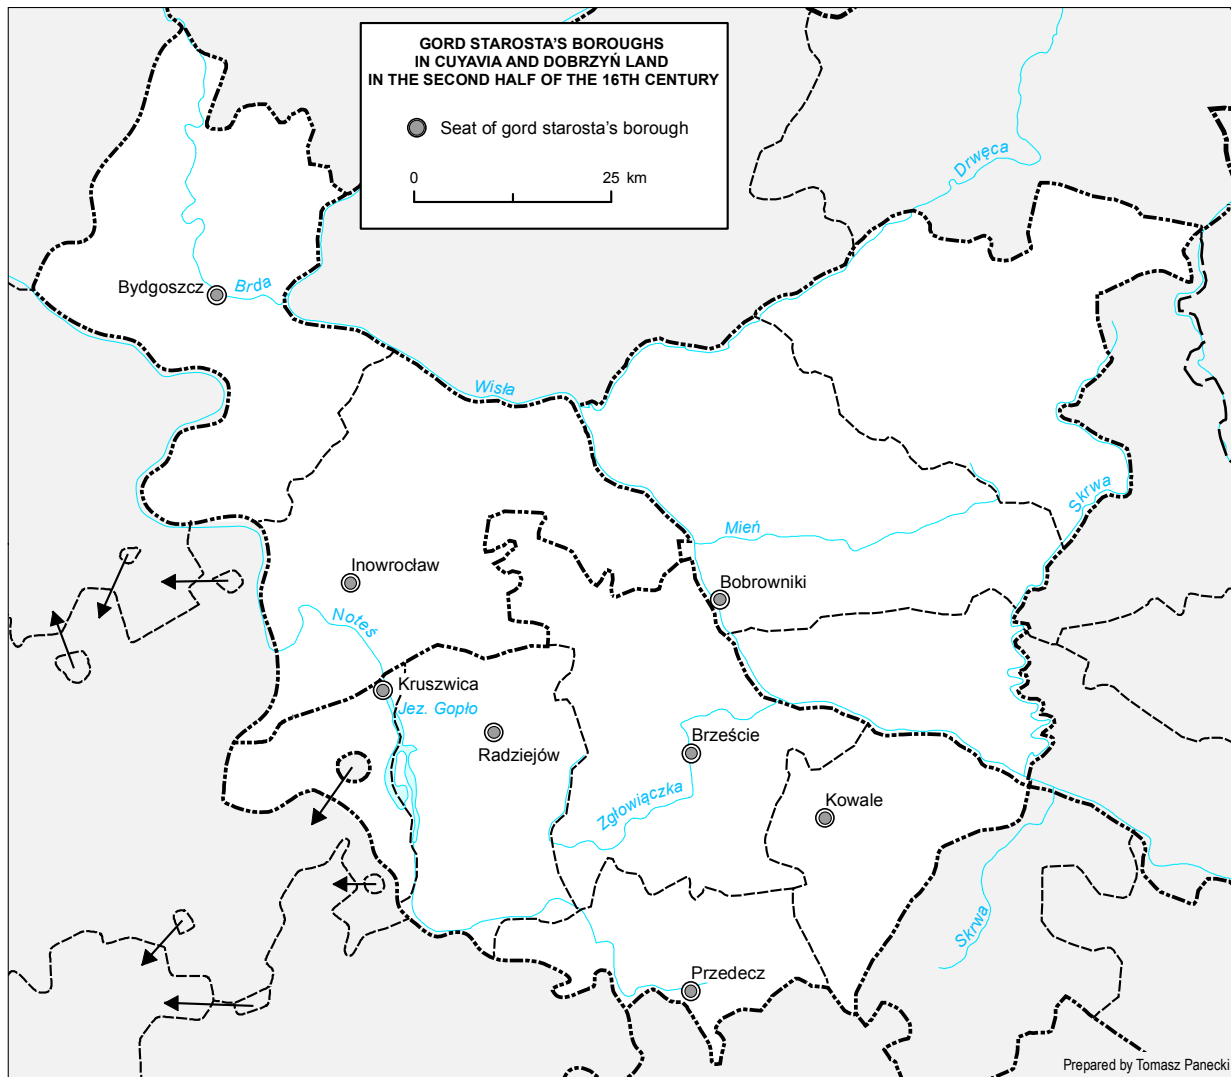 GORD STAROSTA'S BOROUGHS
IN CUYAVIA AND DOBRZYŃ LAND
IN THE SECOND HALF OF THE 16TH CENTURY
Seat of gord starosta's borough
0 25 km
Drwęca
Bydgoszcz
Brda
Wisła
Skrwa
Mień
Inowrocław
Bobrowniki
Noteś
Kruszwica
Jez. Gopło
Radziejów
Brzeście
Zgłowiączka
Kowale
Skrwa
Przedecz
Prepared by Tomasz Panecki